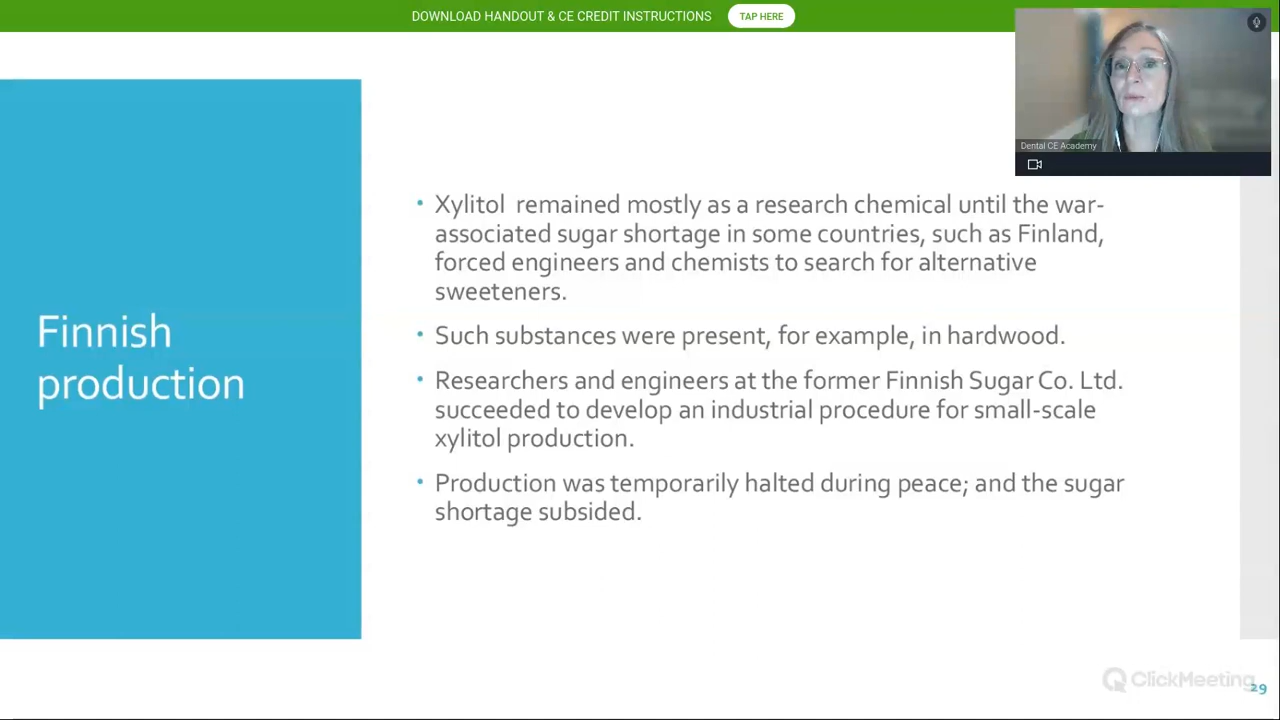 DOWNLOAD HANDOUT & CE CREDIT INSTRUCTIONS TAP HERE
Dental CE Academy
Finnish
production
Xylitol remained mostly as a research chemical until the war-
associated sugar shortage in some countries, such as Finland,
forced engineers and chemists to search for alternative
sweeteners.
Such substances were present, for example, in hardwood.
Researchers and engineers at the former Finnish Sugar Co. Ltd.
succeeded to develop an industrial procedure for small-scale
xylitol production.
Production was temporarily halted during peace; and the sugar
shortage subsided.
ClickMeeting
29